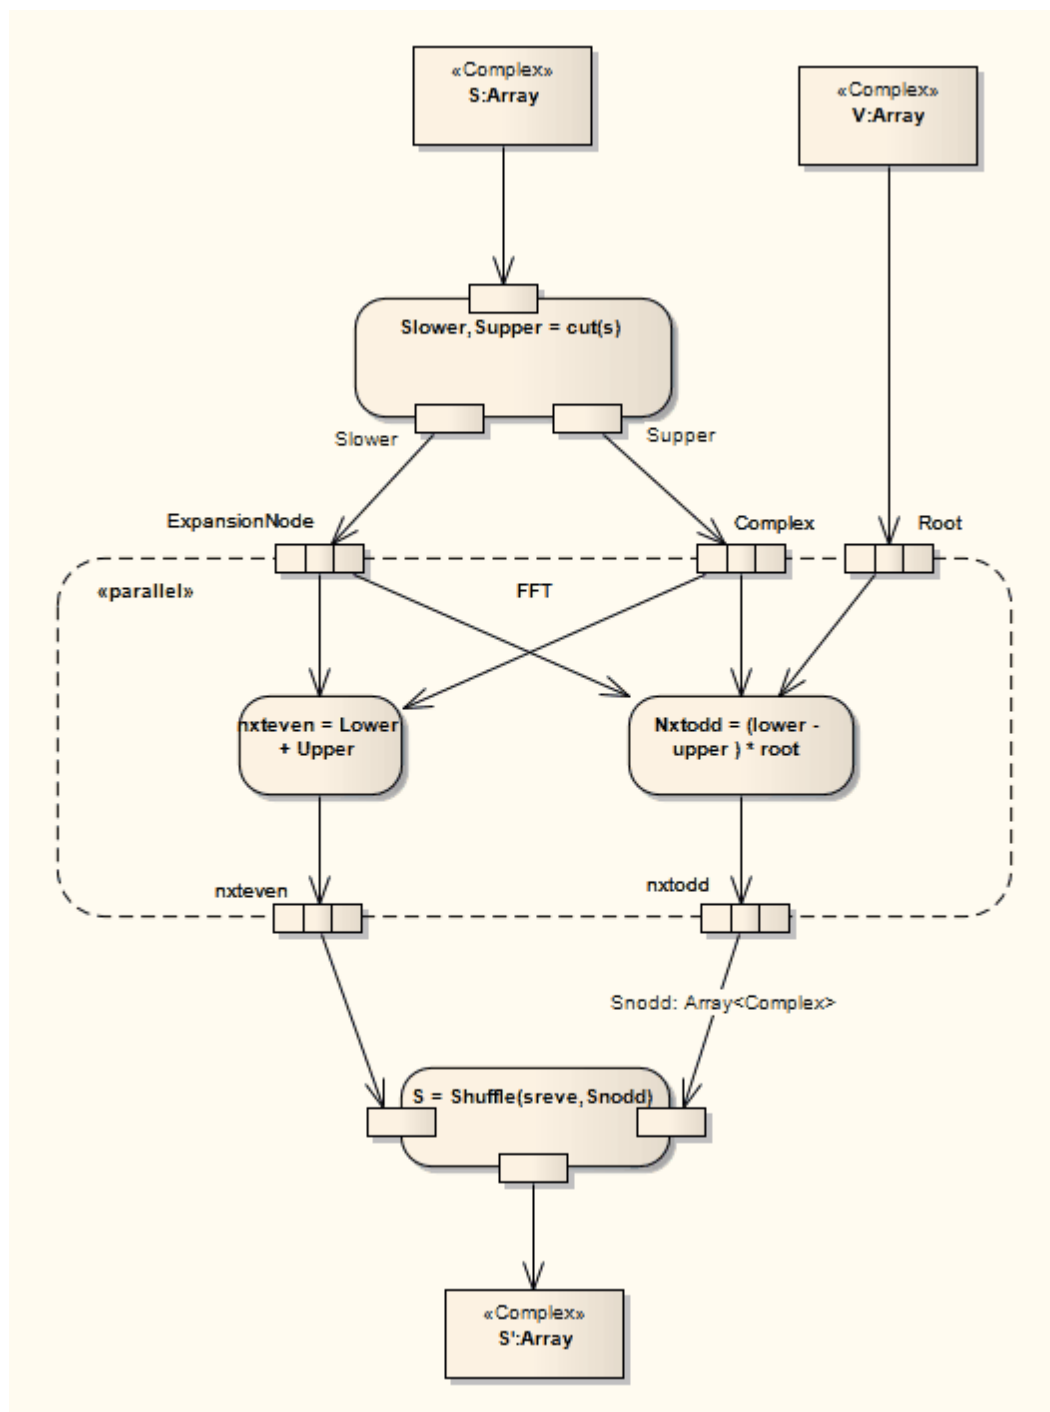 «Complex»
S:Array
«Complex»
V:Array
Slower,Supper = cut(s)
Slower
Supper
ExpansionNode
Complex
Root
«parallel»
FFT
nxteven = Lower
+ Upper
Nxtodd = (lower -
upper ) * root
nxteven
nxtodd
Snodd: Array<Complex>
S = Shuffle(sreve,Snodd)
«Complex»
S':Array